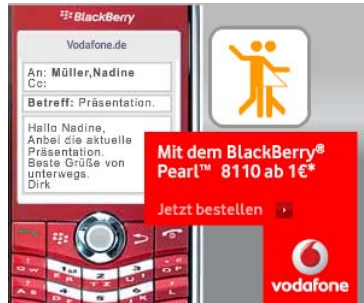 BlackBerry
Vodafone.de
An: Müller,Nadine
Cc:
Betreff: Präsentation.
Hallo Nadine,
Anbei die aktuelle
Präsentation.
Beste Grüße von
unterwegs.
Dirk
Mit dem BlackBerry®
Pearl™ 8110 ab 1€*
Jetzt bestellen
vodafone